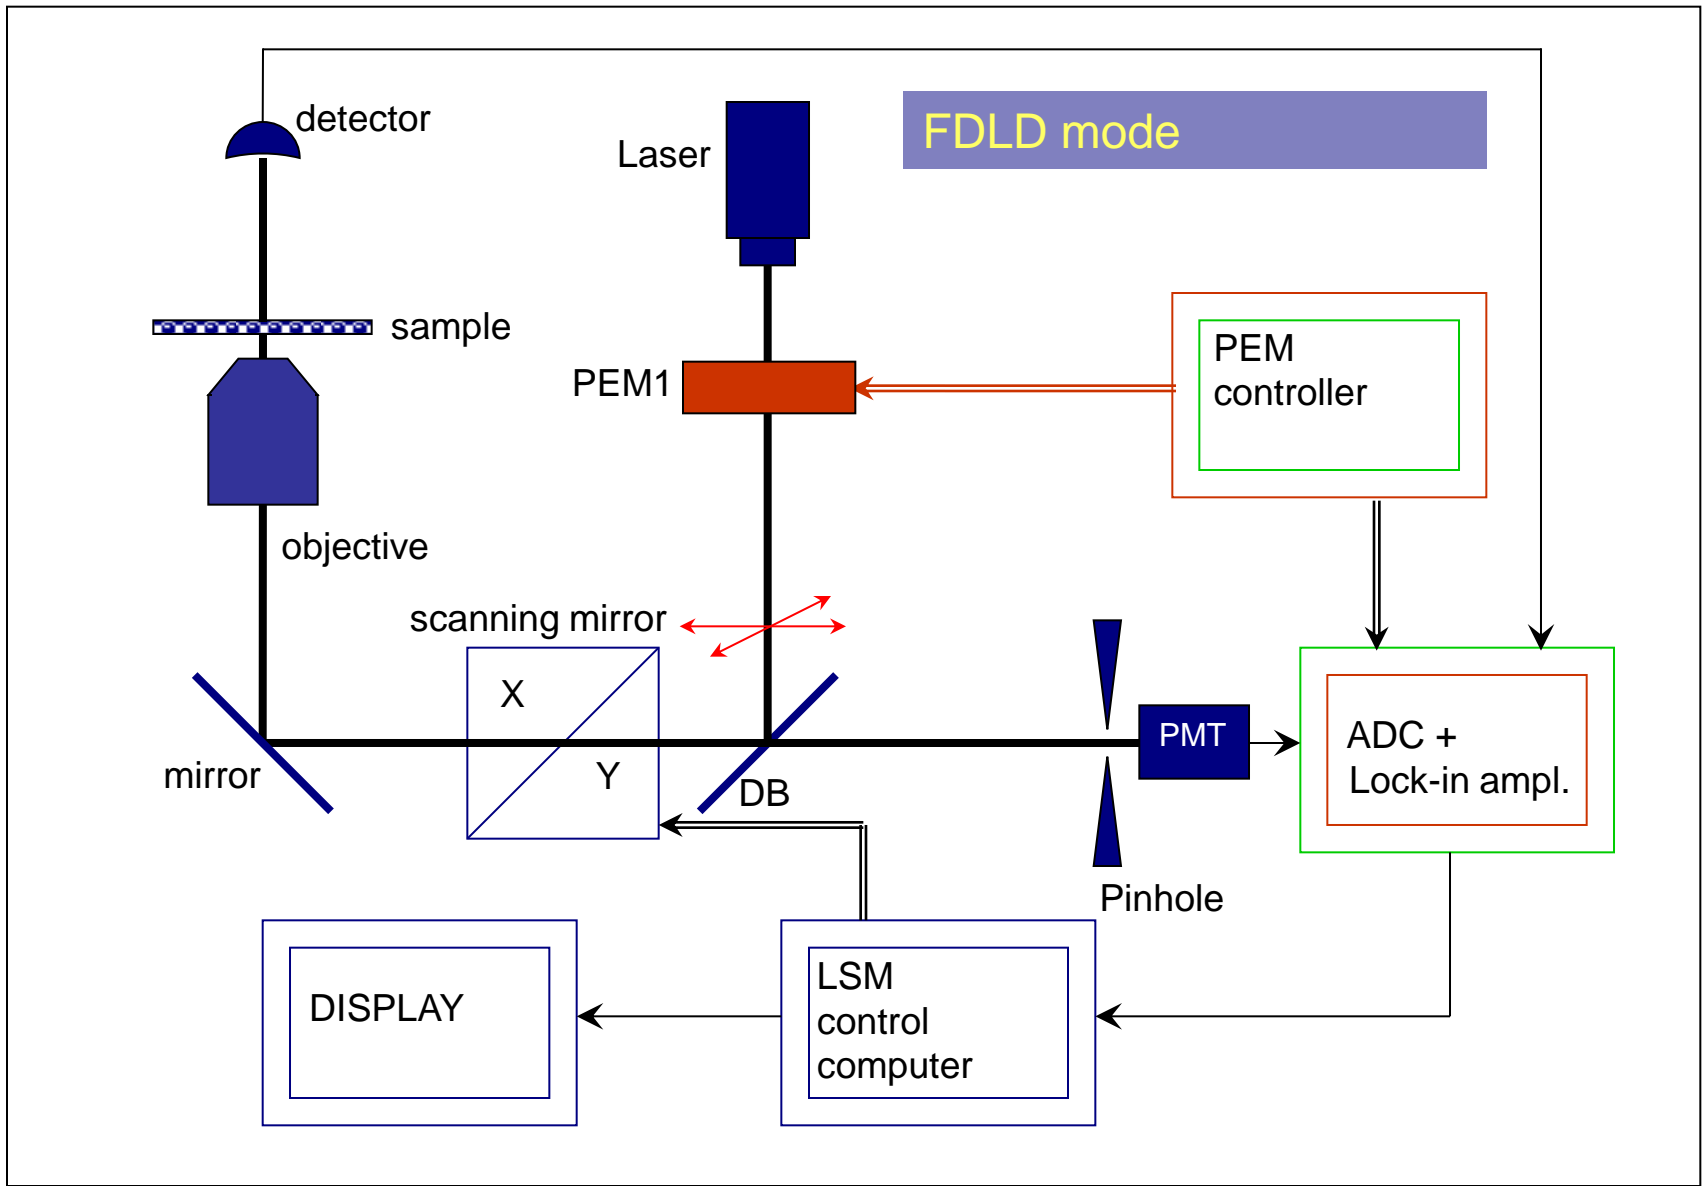 detector
Laser
FDLD mode
sample
PEM1
PEM
controller
objective
scanning mirror
X
Y
mirror
DB
PMT
ADC +
Lock-in ampl.
Pinhole
DISPLAY
LSM
control
computer